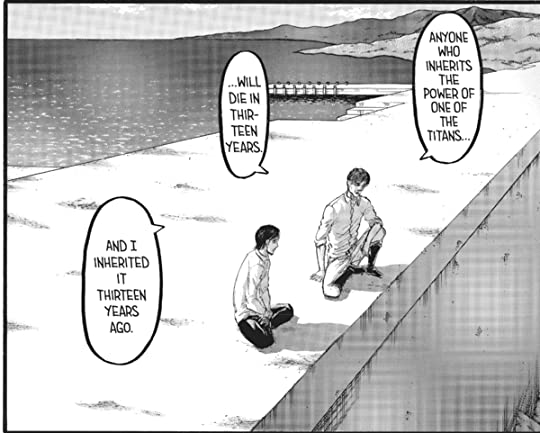 ANYONE
WHO
INHERITS
THE
POWER OF
ONE OF
THE
TITANS...
...WILL
DIE IN
THIR-
TEEN
YEARS.
AND I
INHERITED
IT
THIRTEEN
YEARS
AGO.